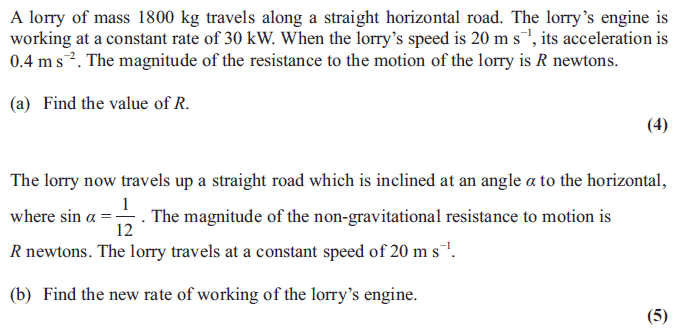 A lorry of mass 1800 kg travels along a straight horizontal road. The lorry’s engine is
working at a constant rate of 30 kW. When the lorry’s speed is 20 m s⁻¹, its acceleration is
0.4 m s⁻². The magnitude of the resistance to the motion of the lorry is R newtons.
(a) Find the value of R.
(4)
The lorry now travels up a straight road which is inclined at an angle α to the horizontal,
where sin α = 1/12 . The magnitude of the non-gravitational resistance to motion is
R newtons. The lorry travels at a constant speed of 20 m s⁻¹.
(b) Find the new rate of working of the lorry’s engine.
(5)